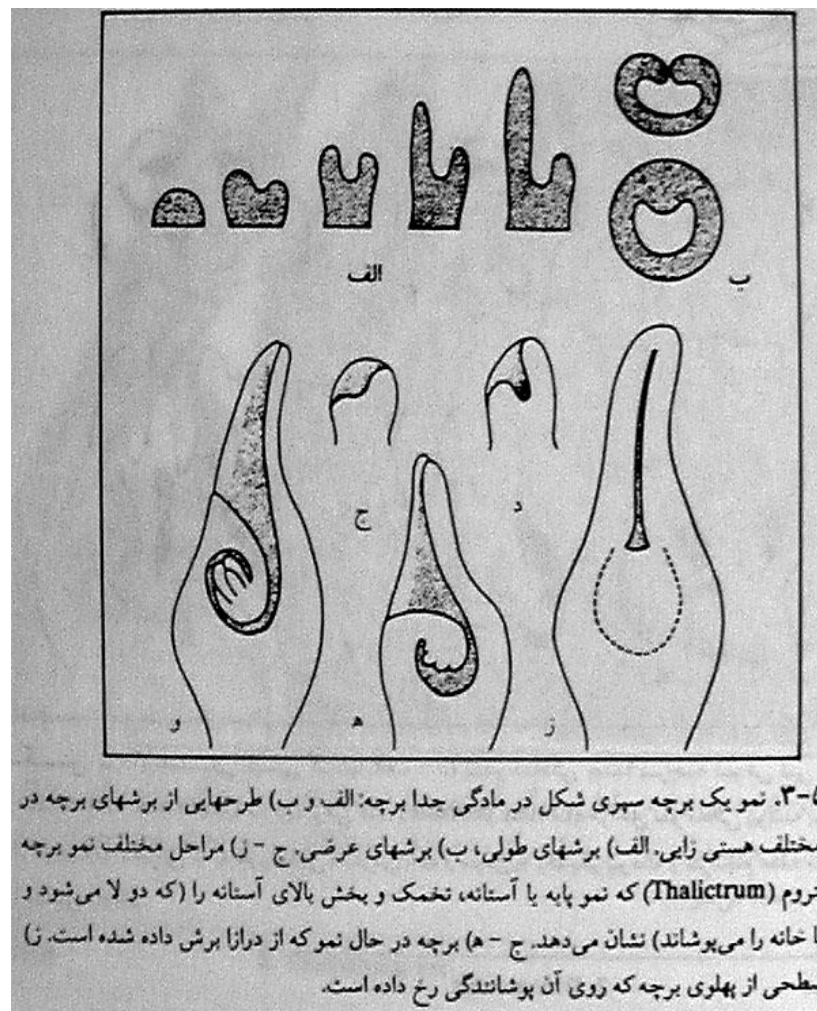 الف
ب
ج
د
و
ه
ز
۳-۵. نمو یک برچه سپری شکل در مادگی جدا برچه: الف و ب) طرحهایی از برشهای برچه در
مختلف هستی زایی. الف) برشهای طولی، ب) برشهای عرضی. ج - ز) مراحل مختلف نمو برچه
تروم (Thalictrum) که نمو پایه یا آستانه، تخمک و بخش بالای آستانه را (که دو لا می‌شود و
خانه را می‌پوشاند) نشان می‌دهد. ج - ه) برچه در حال نمو که از درازا برش داده شده است. ز)
سطحی از پهلوی برچه که روی آن پوشانندگی رخ داده است.